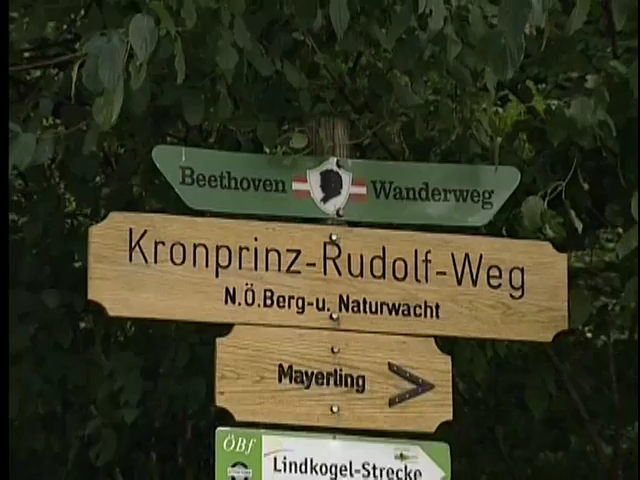 Beethoven Wanderweg
Kronprinz-Rudolf-Weg
N.Ö.Berg-u. Naturwacht
Mayerling
ÖBf
Lindkogel-Strecke